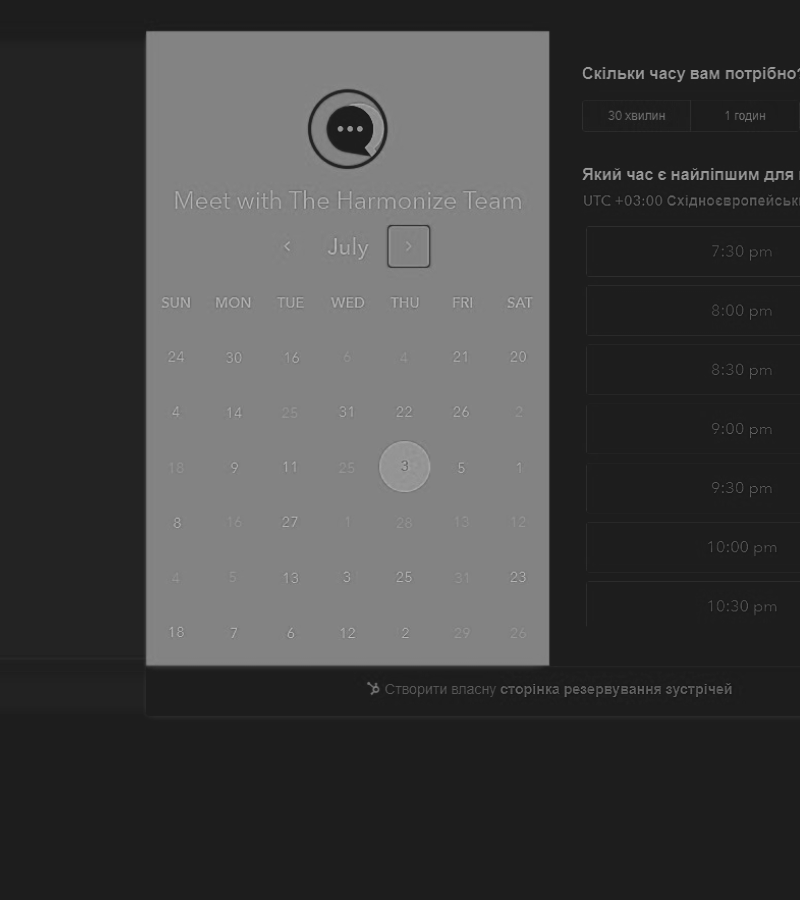 Meet with The Harmonize Team
July
SUN MON TUE WED THU FRI SAT
24 30 16 6 4 21 20
4 14 25 31 22 26 2
18 9 11 25 3 5 1
8 16 27 1 28 13 12
4 5 13 3 25 31 23
18 7 6 12 2 29 26
Скільки часу вам потрібно?
30 хвилин
1 годин
Який час є найліпшим для
UTC +03:00 Східноєвропейськ
7:30 pm
8:00 pm
8:30 pm
9:00 pm
9:30 pm
10:00 pm
10:30 pm
Створити власну сторінка резервування зустрічей